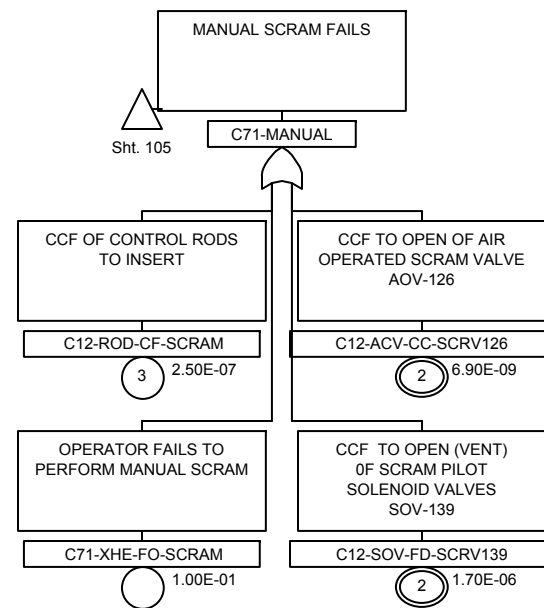 MANUAL SCRAM FAILS
Sht. 105
C71-MANUAL
CCF OF CONTROL RODS
TO INSERT
C12-ROD-CF-SCRAM
3
2.50E-07
CCF TO OPEN OF AIR
OPERATED SCRAM VALVE
AOV-126
C12-ACV-CC-SCRV126
2
6.90E-09
OPERATOR FAILS TO
PERFORM MANUAL SCRAM
C71-XHE-FO-SCRAM
1.00E-01
CCF TO OPEN (VENT)
0F SCRAM PILOT
SOLENOID VALVES
SOV-139
C12-SOV-FD-SCRV139
2
1.70E-06